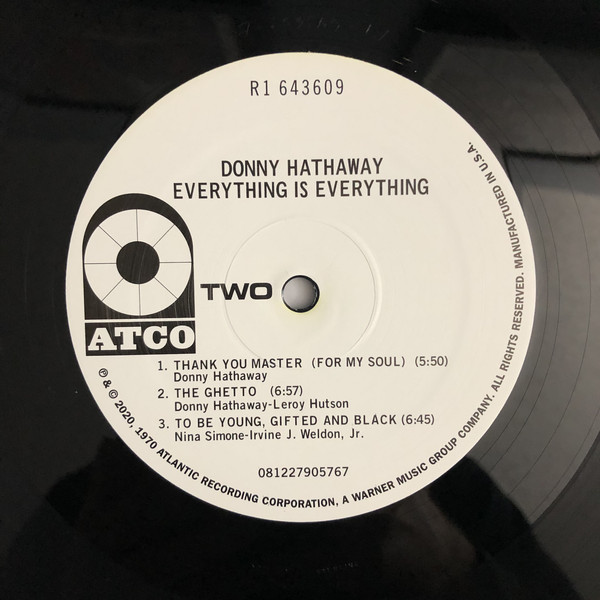 R1 643609
DONNY HATHAWAY
EVERYTHING IS EVERYTHING
TWO
ATCO
1. THANK YOU MASTER (FOR MY SOUL) (5:50)
Donny Hathaway
2. THE GHETTO (6:57)
Donny Hathaway-Leroy Hutson
3. TO BE YOUNG, GIFTED AND BLACK (6:45)
Nina Simone-Irvine J. Weldon, Jr.
081227905767
℗ & © 2020, 1970 ATLANTIC RECORDING CORPORATION, A WARNER MUSIC GROUP COMPANY. ALL RIGHTS RESERVED. MANUFACTURED IN U.S.A.